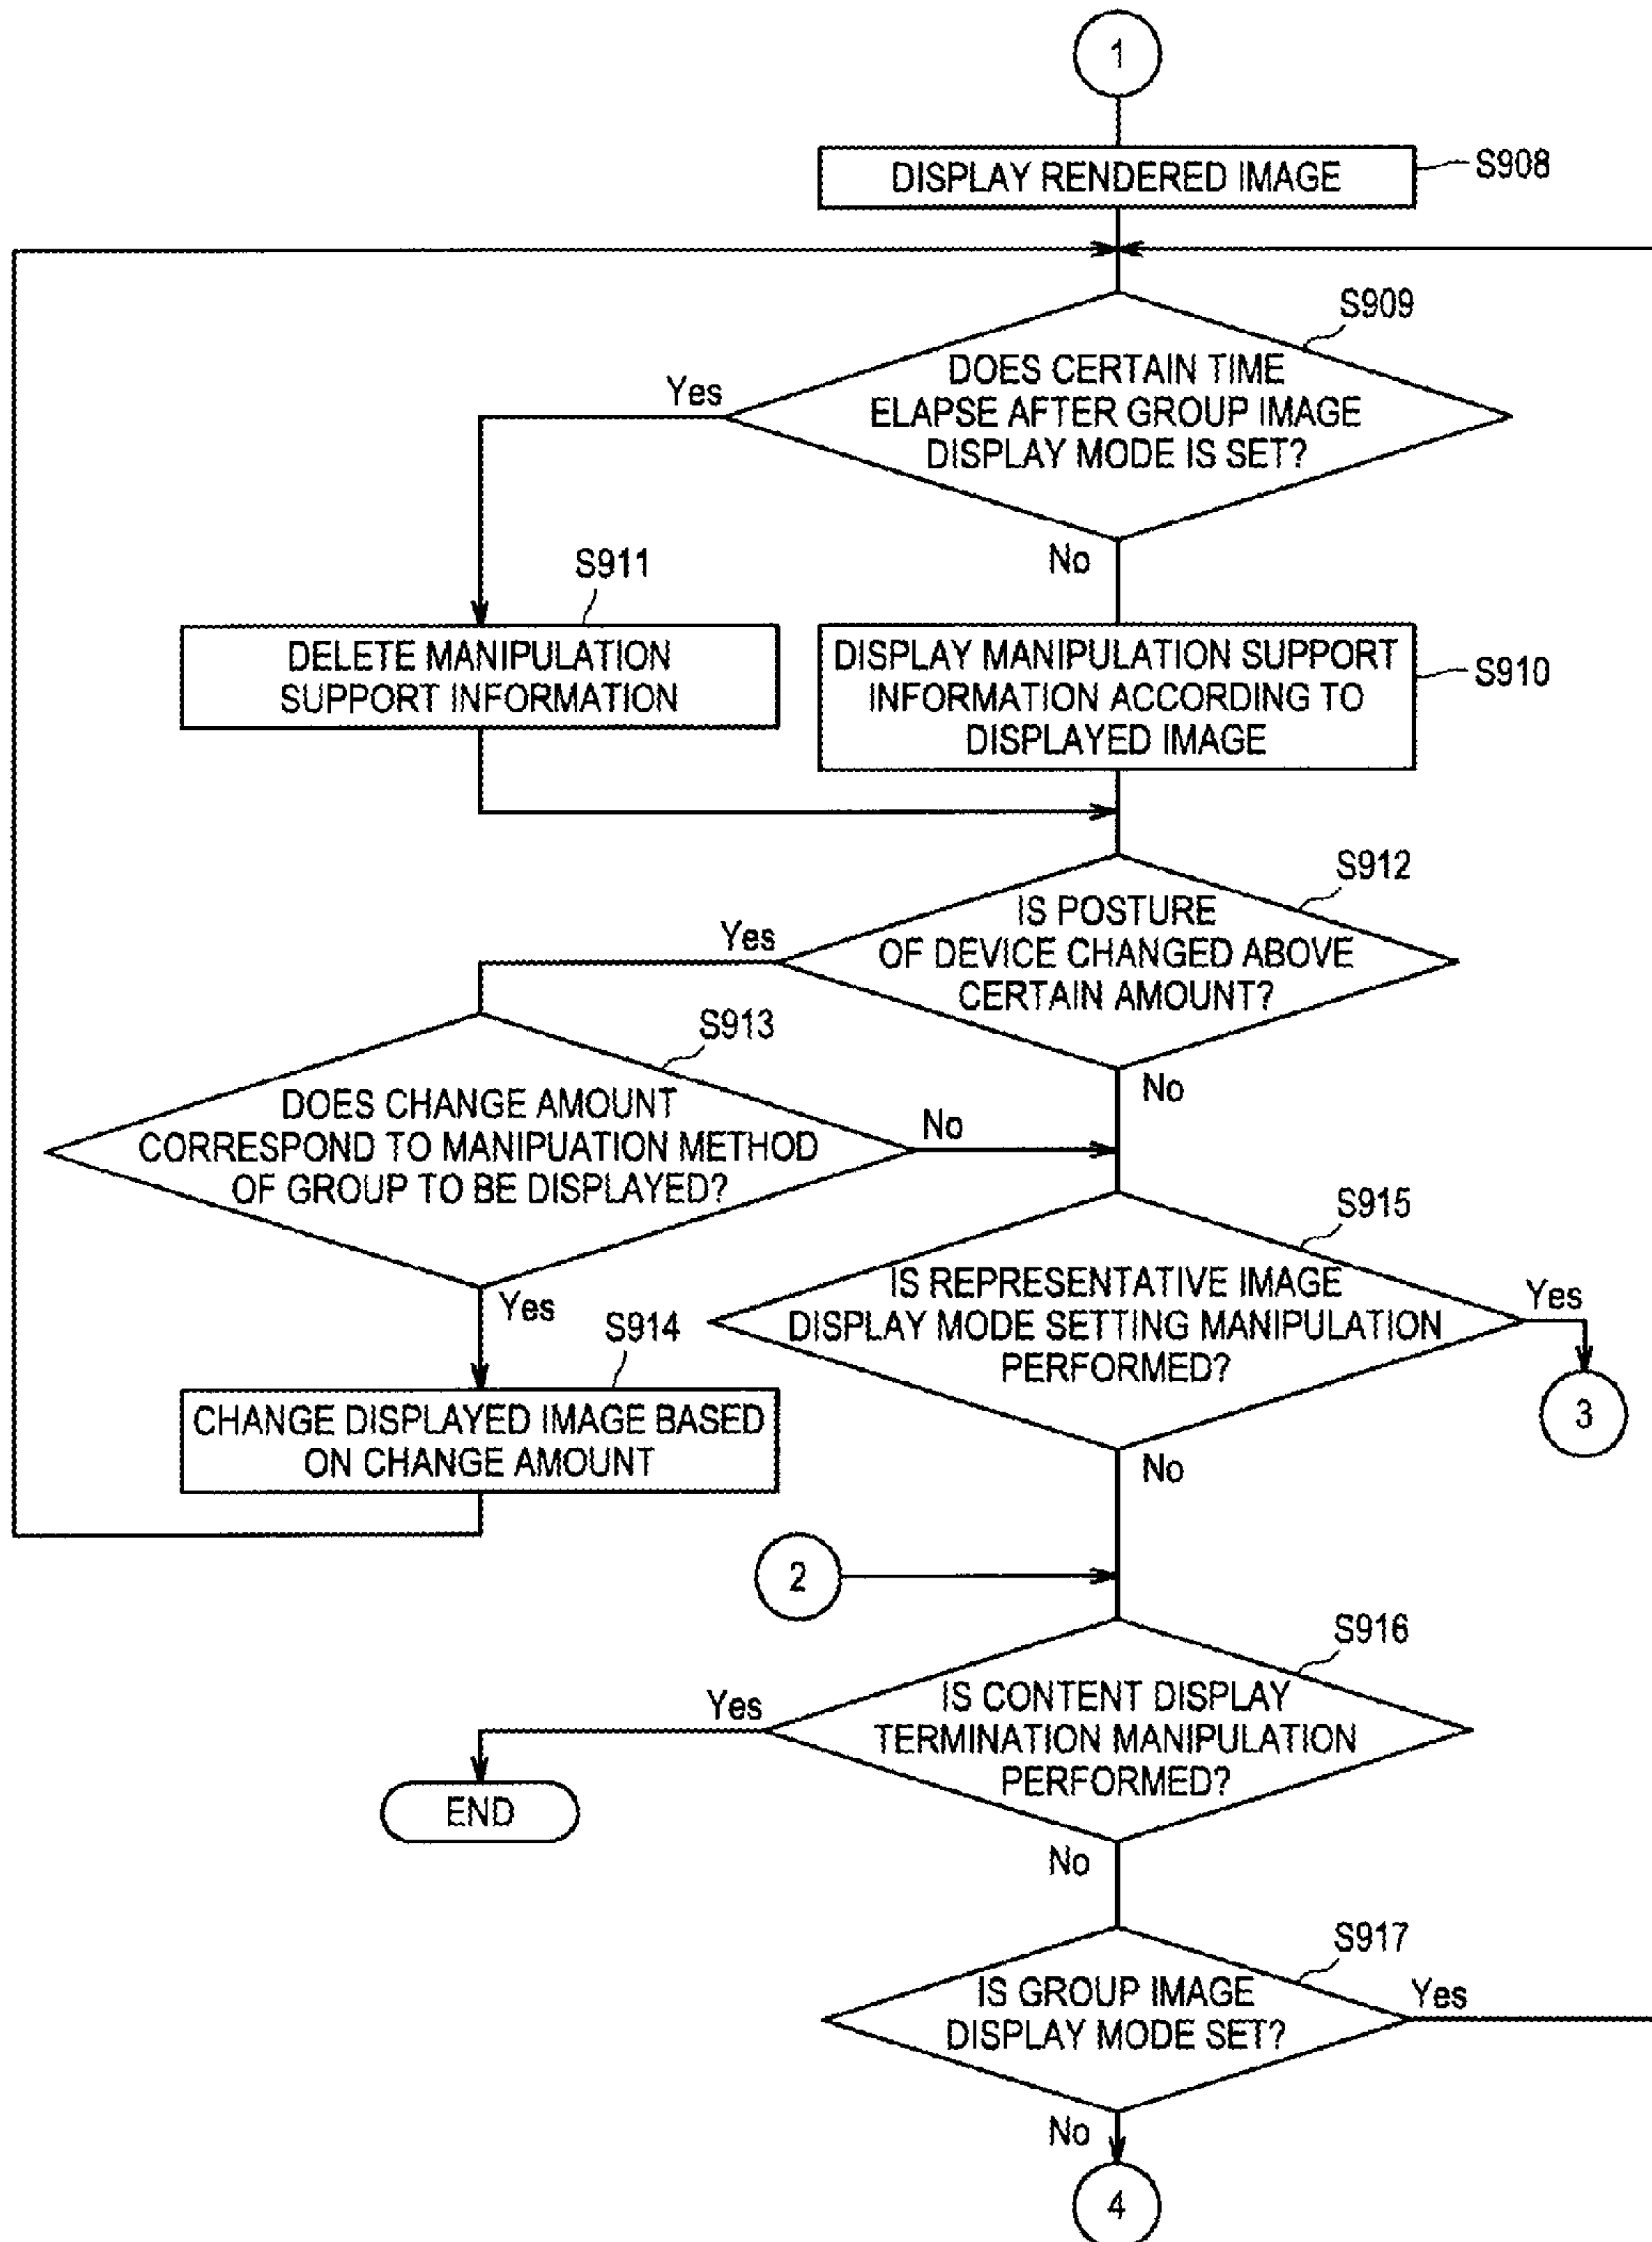 1
DISPLAY RENDERED IMAGE
S908
S909
DOES CERTAIN TIME
ELAPSE AFTER GROUP IMAGE
DISPLAY MODE IS SET?
Yes
No
S911
DELETE MANIPULATION
SUPPORT INFORMATION
DISPLAY MANIPULATION SUPPORT
INFORMATION ACCORDING TO
DISPLAYED IMAGE
S910
S912
IS POSTURE
OF DEVICE CHANGED ABOVE
CERTAIN AMOUNT?
Yes
No
S913
DOES CHANGE AMOUNT
CORRESPOND TO MANIPUATION METHOD
OF GROUP TO BE DISPLAYED?
No
Yes
S914
CHANGE DISPLAYED IMAGE BASED
ON CHANGE AMOUNT
S915
IS REPRESENTATIVE IMAGE
DISPLAY MODE SETTING MANIPULATION
PERFORMED?
Yes
3
No
2
S916
IS CONTENT DISPLAY
TERMINATION MANIPULATION
PERFORMED?
Yes
END
No
S917
IS GROUP IMAGE
DISPLAY MODE SET?
Yes
No
4